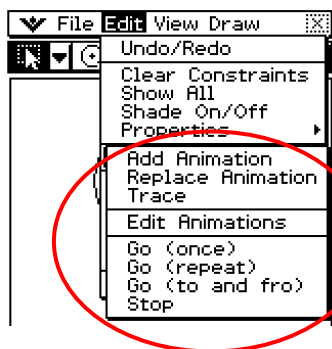 File Edit View Draw
Undo/Redo
Clear Constraints
Show All
Shade On/Off
Properties
Add Animation
Replace Animation
Trace
Edit Animations
Go (once)
Go (repeat)
Go (to and fro)
Stop